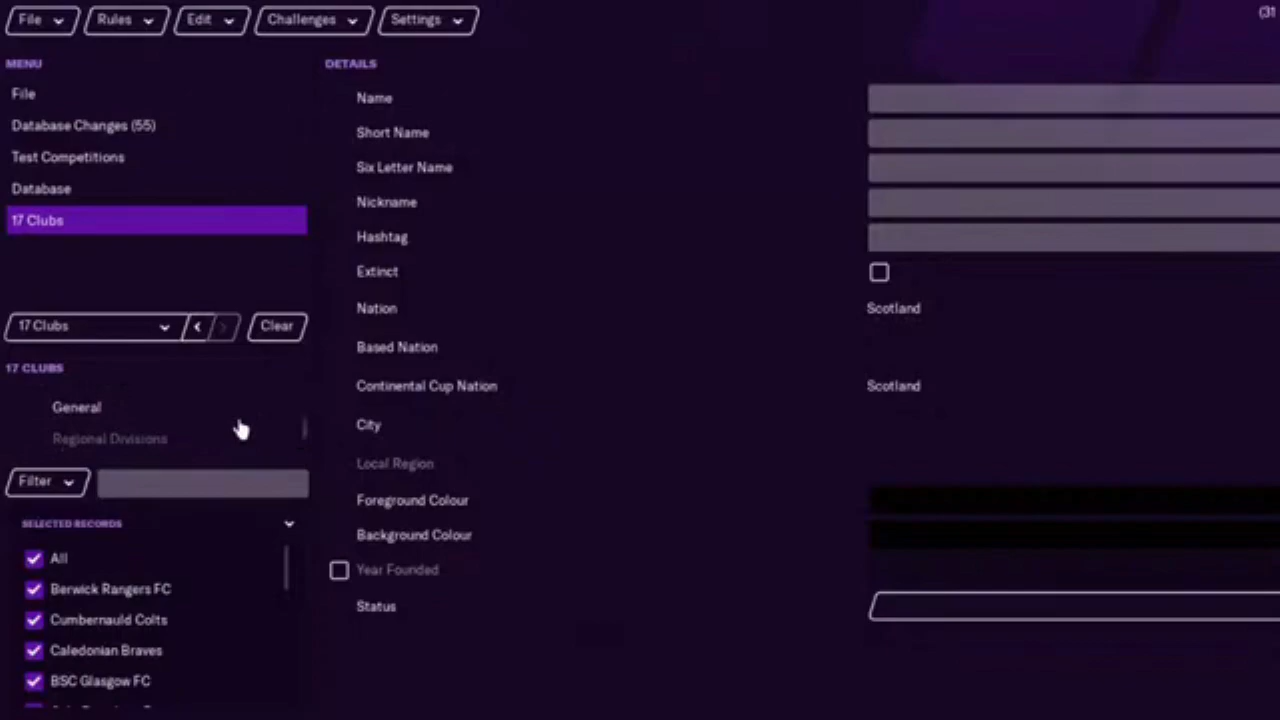 File Rules Edit Challenges Settings (31
MENU
File
Database Changes (55)
Test Competitions
Database
17 Clubs
17 Clubs Clear
17 CLUBS
General
Regional Divisions
Filter
SELECTED RECORDS
All
Berwick Rangers FC
Cumbernauld Colts
Caledonian Braves
BSC Glasgow FC
DETAILS
Name
Short Name
Six Letter Name
Nickname
Hashtag
Extinct
Nation Scotland
Based Nation
Continental Cup Nation Scotland
City
Local Region
Foreground Colour
Background Colour
Year Founded
Status